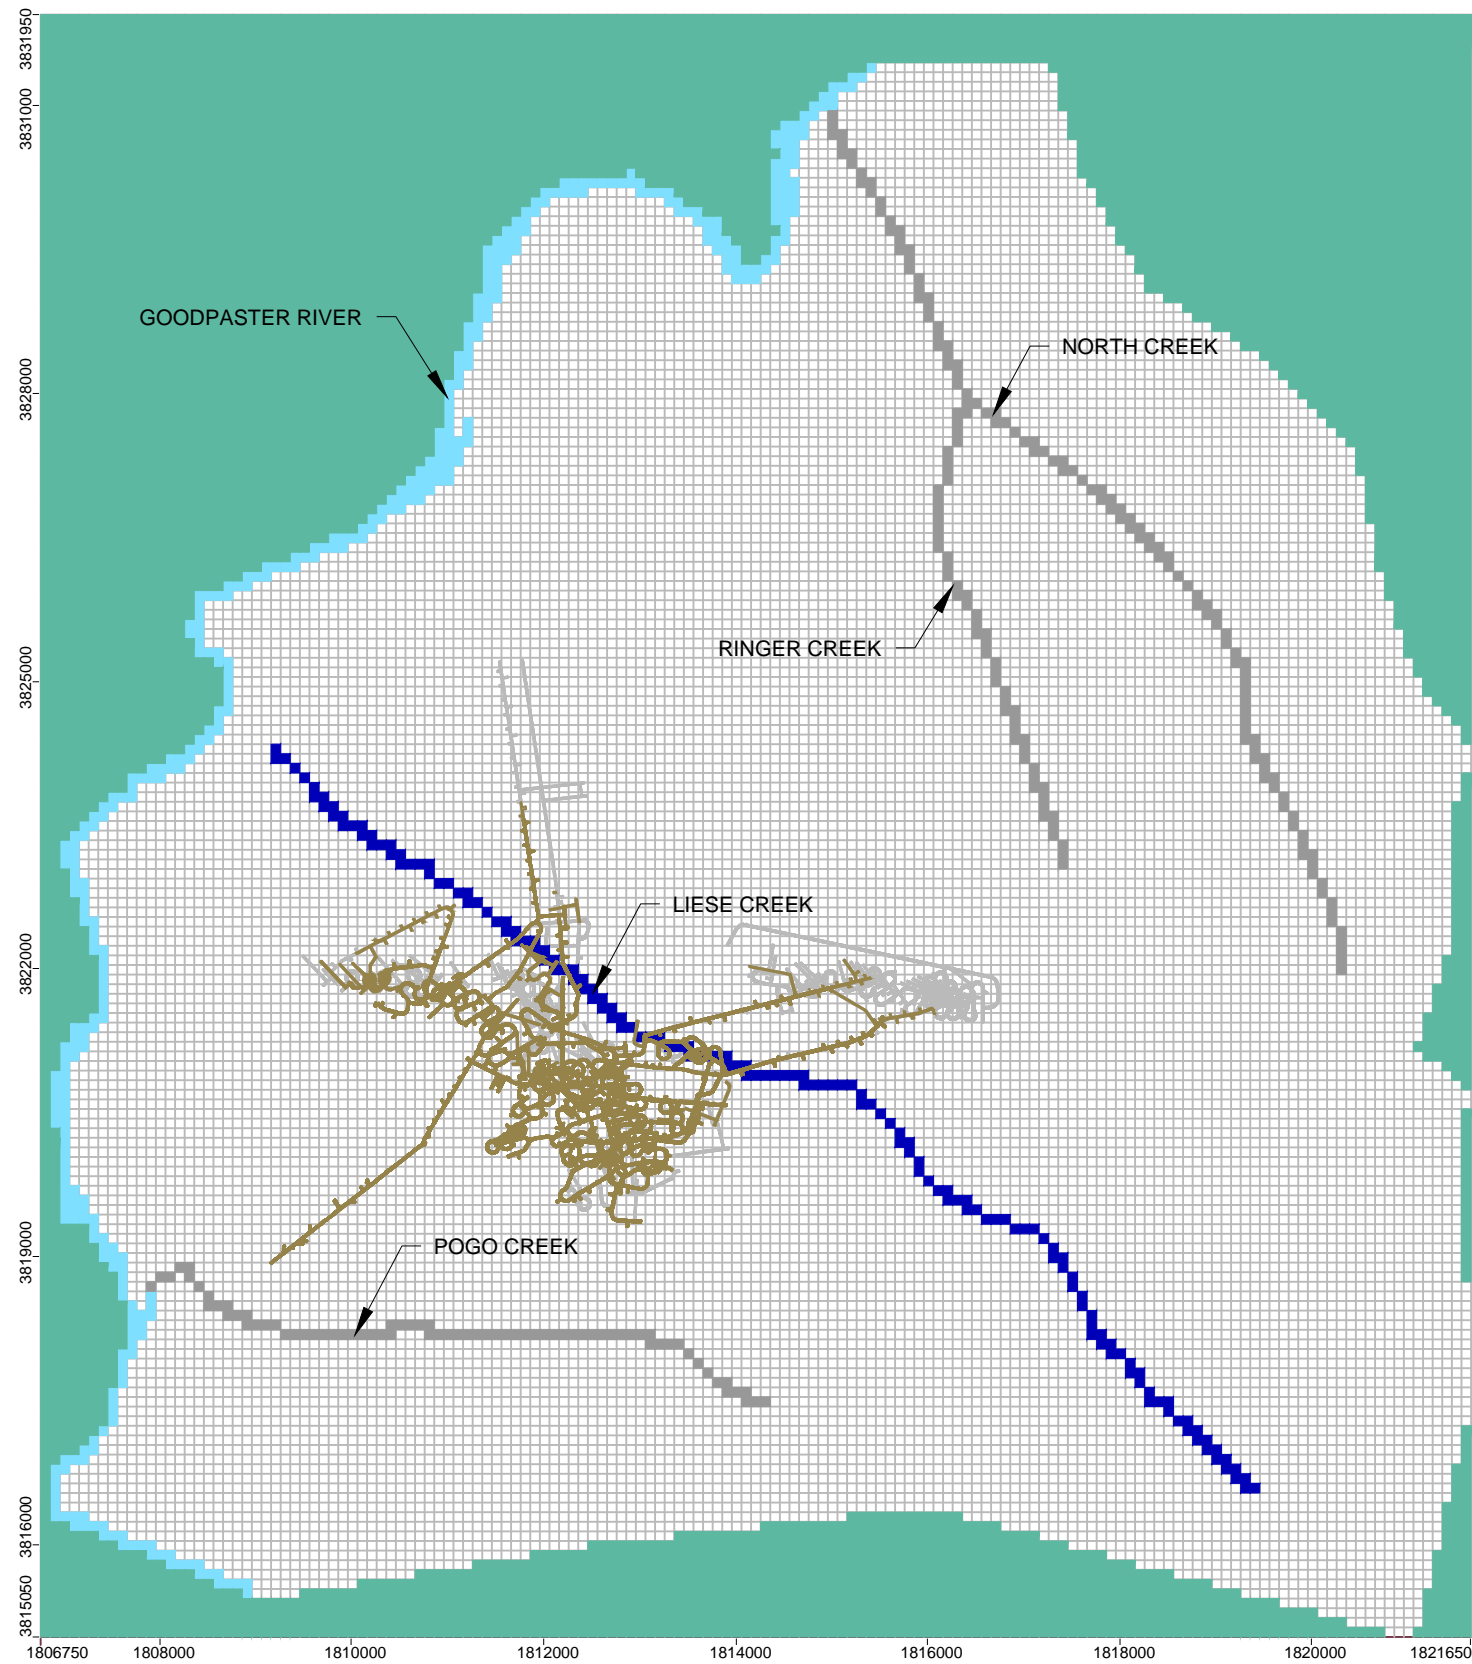 3831950
3831000
GOODPASTER RIVER
NORTH CREEK
3828000
RINGER CREEK
3825000
LIESE CREEK
3822000
3819000
POGO CREEK
3816000
3815050
1806750 1808000 1810000 1812000 1814000 1816000 1818000 1820000 1821650